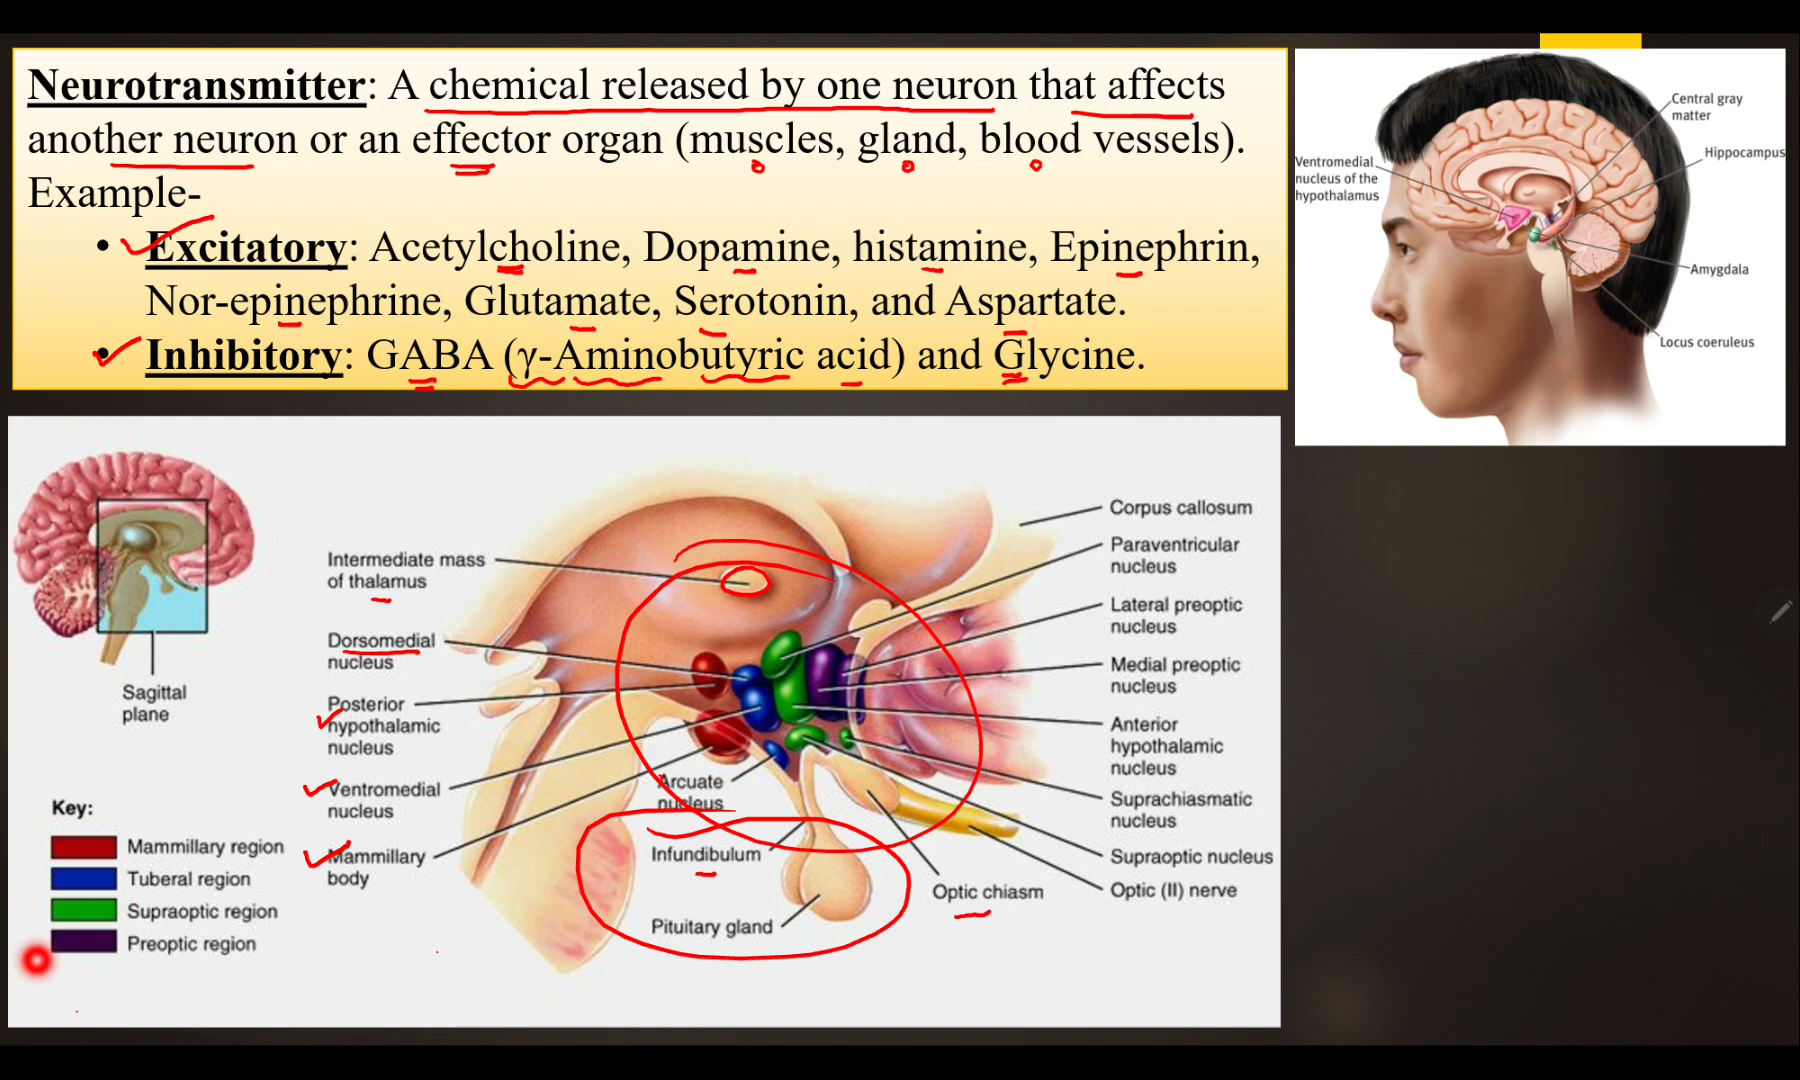 Neurotransmitter: A chemical released by one neuron that affects
another neuron or an effector organ (muscles, gland, blood vessels).
Example-
• Excitatory: Acetylcholine, Dopamine, histamine, Epinephrin,
Nor-epinephrine, Glutamate, Serotonin, and Aspartate.
• Inhibitory: GABA (γ-Aminobutyric acid) and Glycine.
Central gray
matter
Hippocampus
Ventromedial
nucleus of the
hypothalamus
Amygdala
Locus coeruleus
Sagittal
plane
Key:
Mammillary region
Tuberal region
Supraoptic region
Preoptic region
Intermediate mass
of thalamus
Dorsomedial
nucleus
Posterior
hypothalamic
nucleus
Ventromedial
nucleus
Mammillary
body
Arcuate
nucleus
Infundibulum
Pituitary gland
Corpus callosum
Paraventricular
nucleus
Lateral preoptic
nucleus
Medial preoptic
nucleus
Anterior
hypothalamic
nucleus
Suprachiasmatic
nucleus
Supraoptic nucleus
Optic (II) nerve
Optic chiasm